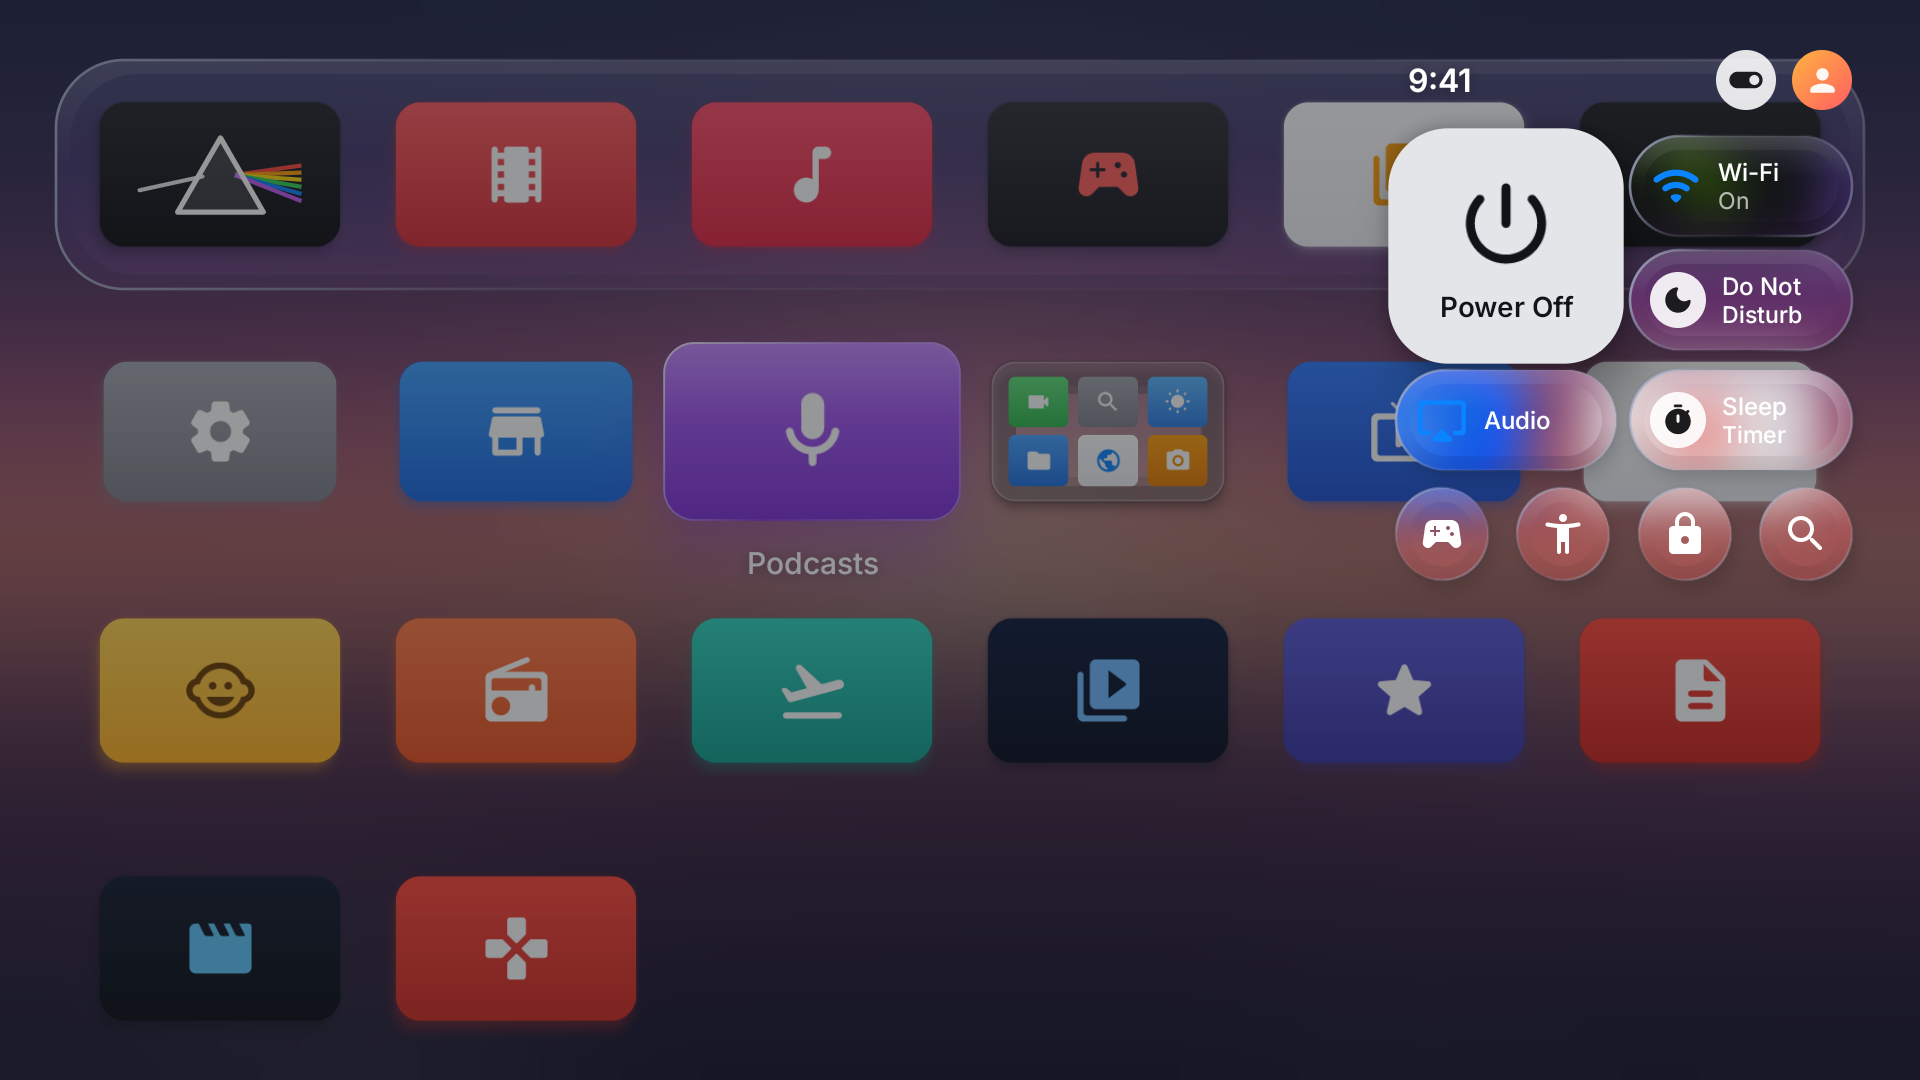 9:41
Power Off
Wi-Fi
On
Do Not
Disturb
Audio
Sleep
Timer
Podcasts